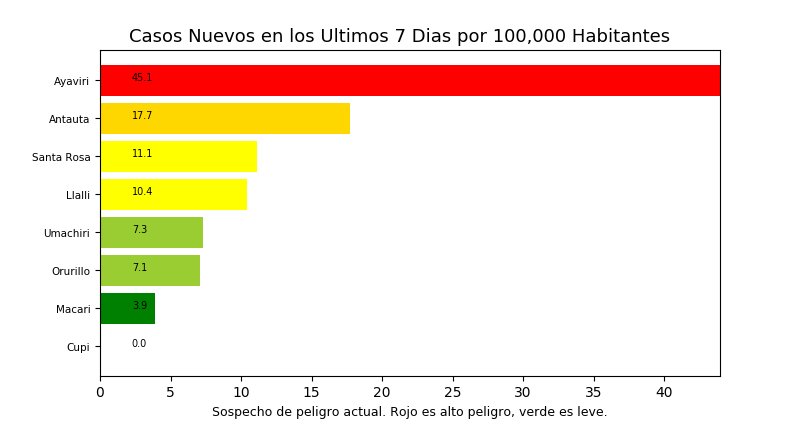 Casos Nuevos en los Ultimos 7 Dias por 100,000 Habitantes
Ayaviri 45.1
Antauta 17.7
Santa Rosa 11.1
Llalli 10.4
Umachiri 7.3
Orurillo 7.1
Macari 3.9
Cupi 0.0
0 5 10 15 20 25 30 35 40
Sospecho de peligro actual. Rojo es alto peligro, verde es leve.